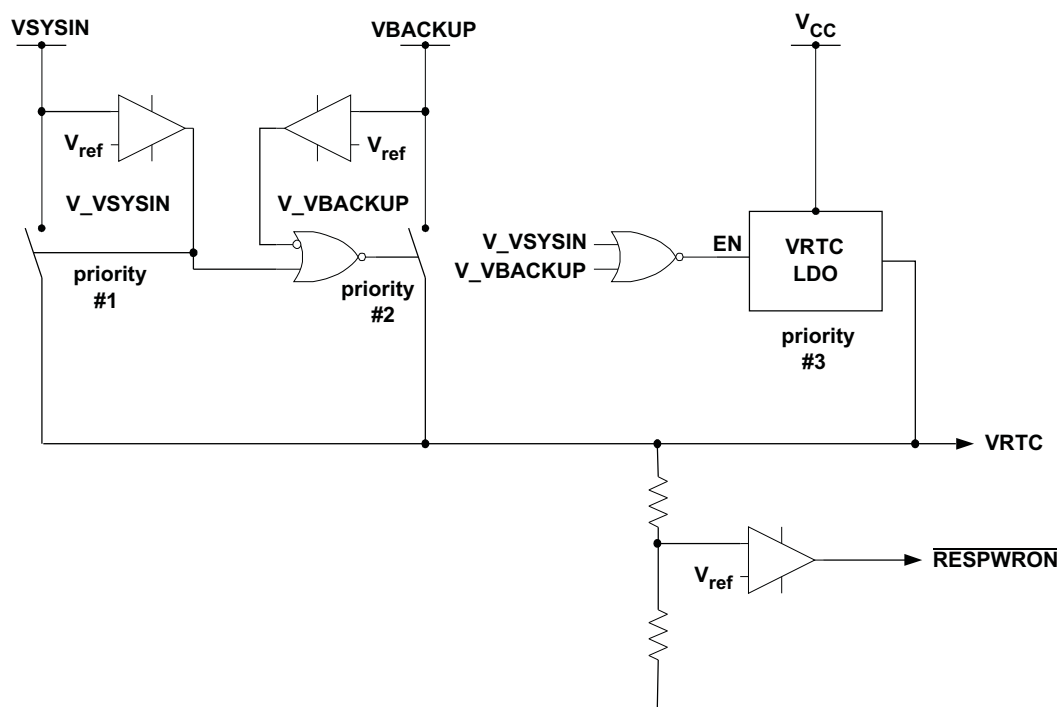 VSYSIN
VBACKUP
VCC
Vref
Vref
V_VSYSIN
V_VBACKUP
priority
#1
priority
#2
V_VSYSIN
V_VBACKUP
EN
VRTC
LDO
priority
#3
VRTC
Vref
RESPWRON